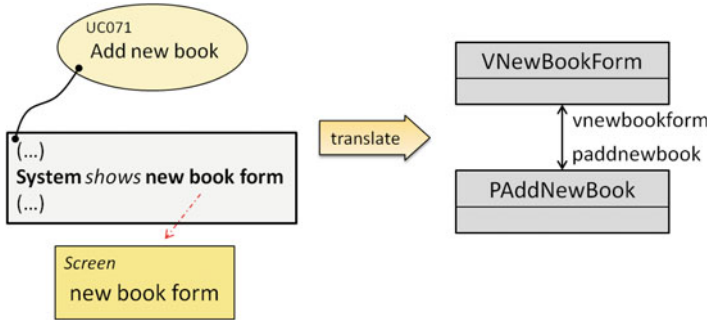 UC071
Add new book
(...)
System shows new book form
(...)
Screen
new book form
translate
VNewBookForm
vnewbookform
paddnewbook
PAddNewBook